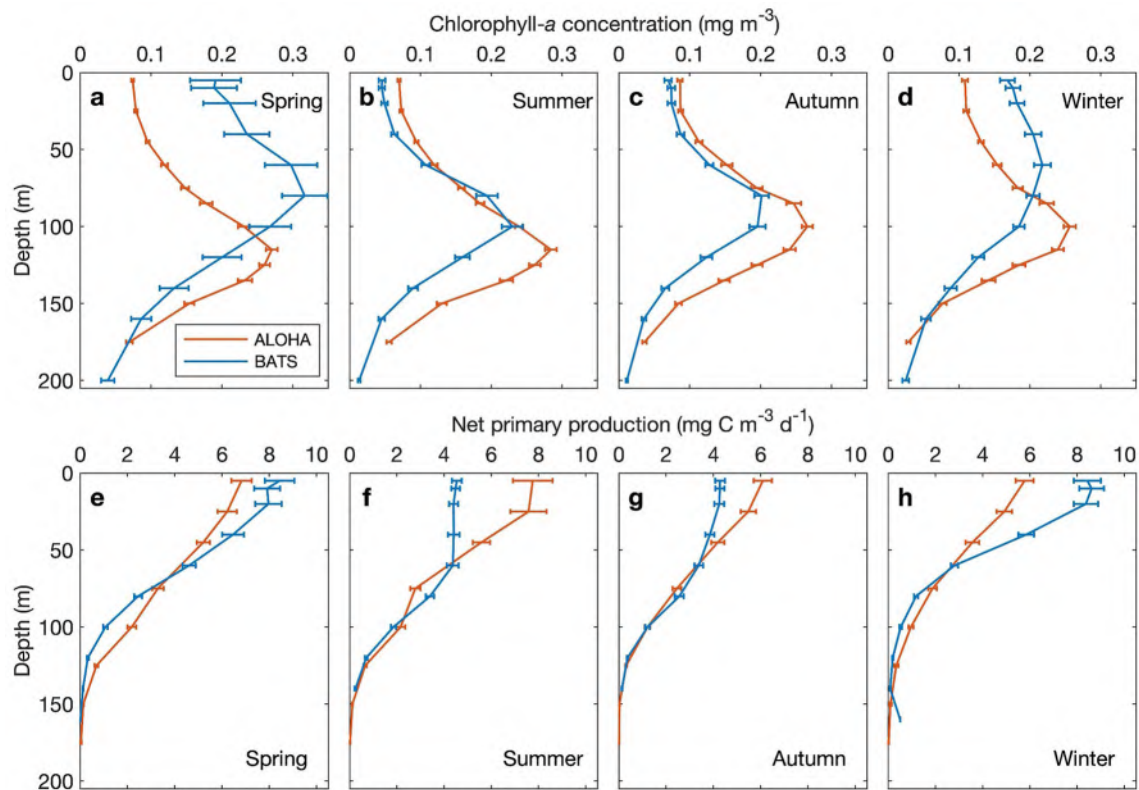 Chlorophyll-a concentration (mg m⁻³)
0 0.1 0.2 0.3 0 0.1 0.2 0.3 0 0.1 0.2 0.3 0 0.1 0.2 0.3
0
a Spring b Summer c Autumn d Winter
50
Depth (m)
100
150
ALOHA
BATS
200
Net primary production (mg C m⁻³ d⁻¹)
0 2 4 6 8 10 0 2 4 6 8 10 0 2 4 6 8 10 0 2 4 6 8 10
0
e f g h
50
Depth (m)
100
150
Spring Summer Autumn Winter
200